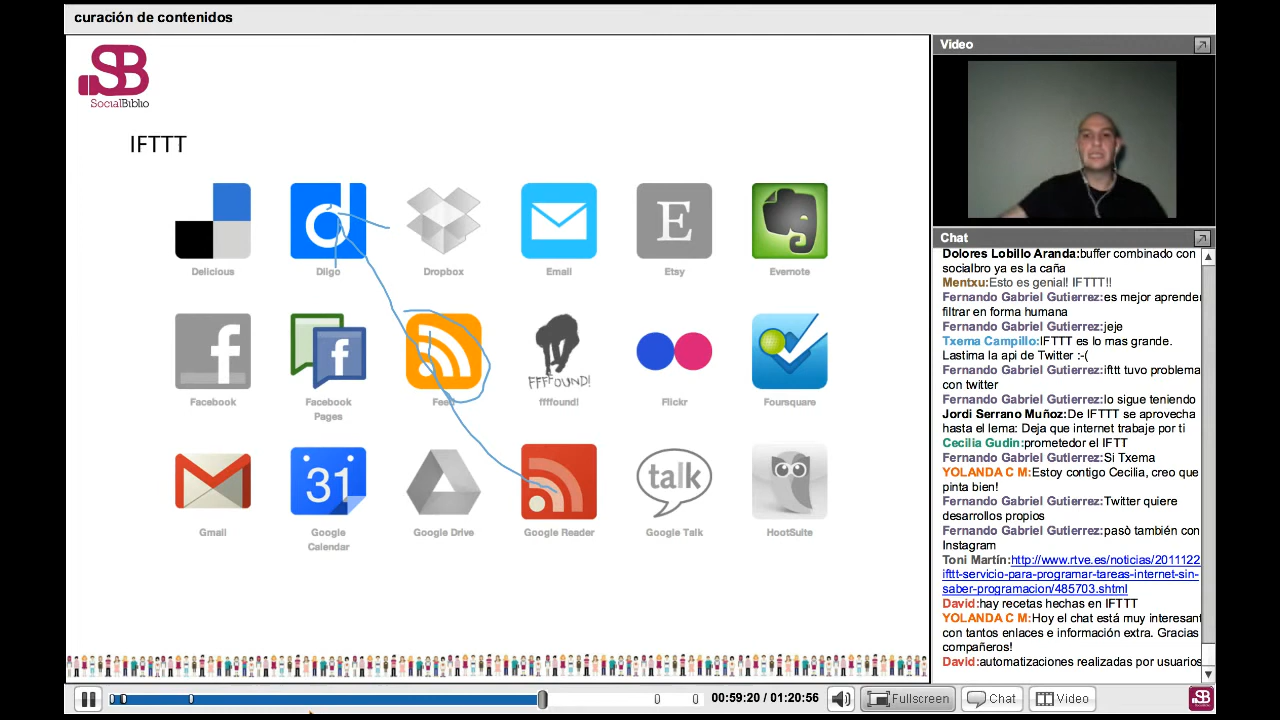 curación de contenidos
SB
SocialBiblio
IFTTT
Delicious
Diigo
Dropbox
Email
Etsy
Evernote
Facebook
Facebook
Pages
Feed
ffffound!
Flickr
Foursquare
FFFFOUND!
31
talk
Gmail
Google
Calendar
Google Drive
Google Reader
Google Talk
HootSuite
Video
Chat
Dolores Lobillo Aranda:buffer combinado con
socialbro ya es la caña
Mentxu:Esto es genial! IFTTT!!
Fernando Gabriel Gutierrez:es mejor aprender
filtrar en forma humana
Fernando Gabriel Gutierrez:jeje
Txema Campillo:IFTTT es lo mas grande.
Lastima la api de Twitter :-(
Fernando Gabriel Gutierrez:ifttt tuvo problema
con twitter
Fernando Gabriel Gutierrez:lo sigue teniendo
Jordi Serrano Muñoz:De IFTTT se aprovecha
hasta el lema: Deja que internet trabaje por ti
Cecilia Gudin:prometedor el IFTT
Fernando Gabriel Gutierrez:Si Txema
YOLANDA C M:Estoy contigo Cecilia, creo que
pinta bien!
Fernando Gabriel Gutierrez:Twitter quiere
desarrollos propios
Fernando Gabriel Gutierrez:pasò también con
Instagram
Toni Martín:http://www.rtve.es/noticias/2011122
ifttt-servicio-para-programar-tareas-internet-sin-
saber-programacion/485703.shtml
David:hay recetas hechas en IFTTT
YOLANDA C M:Hoy el chat está muy interesant
con tantos enlaces e información extra. Gracias
compañeros!
David:automatizaciones realizadas por usuarios
00:59:20 / 01:20:56
Fullscreen
Chat
Video